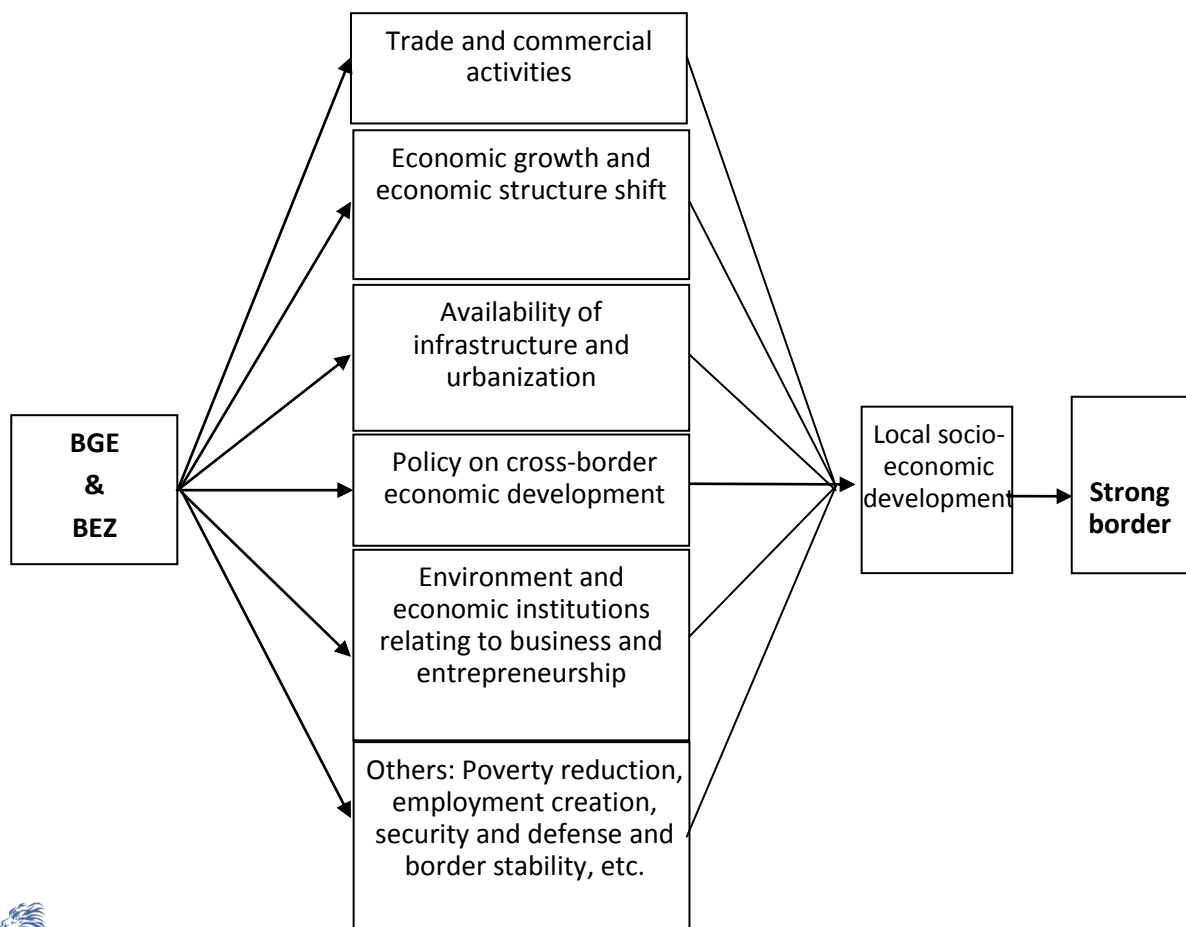 Trade and commercial
activities
Economic growth and
economic structure shift
Availability of
infrastructure and
urbanization
BGE
&
BEZ
Policy on cross-border
economic development
Local socio-
economic
development
Strong
border
Environment and
economic institutions
relating to business and
entrepreneurship
Others: Poverty reduction,
employment creation,
security and defense and
border stability, etc.